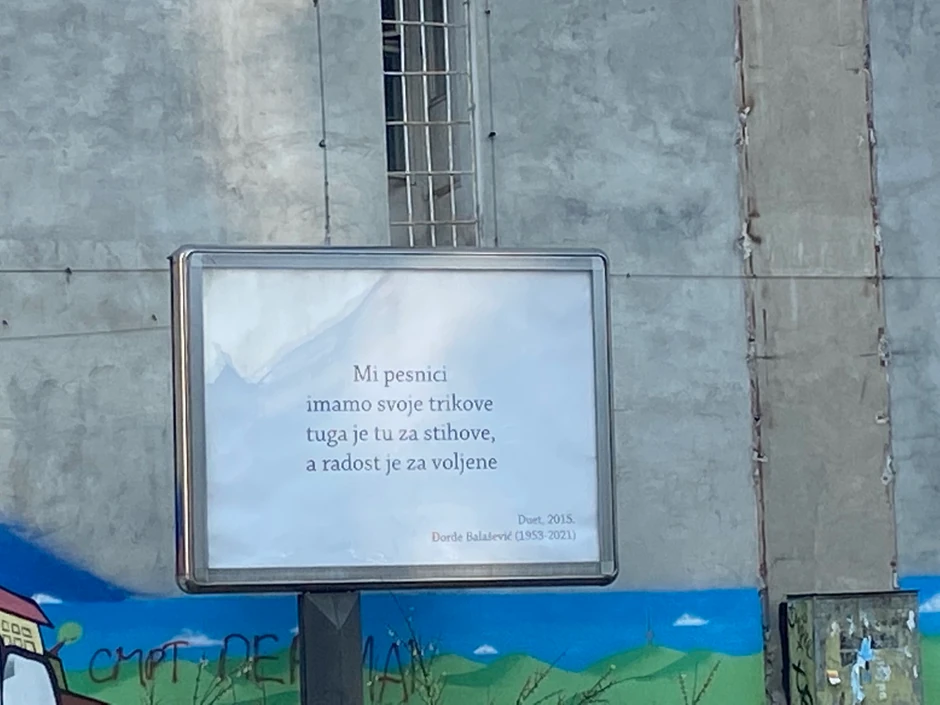 Mi pesnici
imamo svoje trikove
tuga je tu za stihove,
a radost je za voljene
Duet, 2015.
Đorđe Balašević (1953-2021)
СМРТ